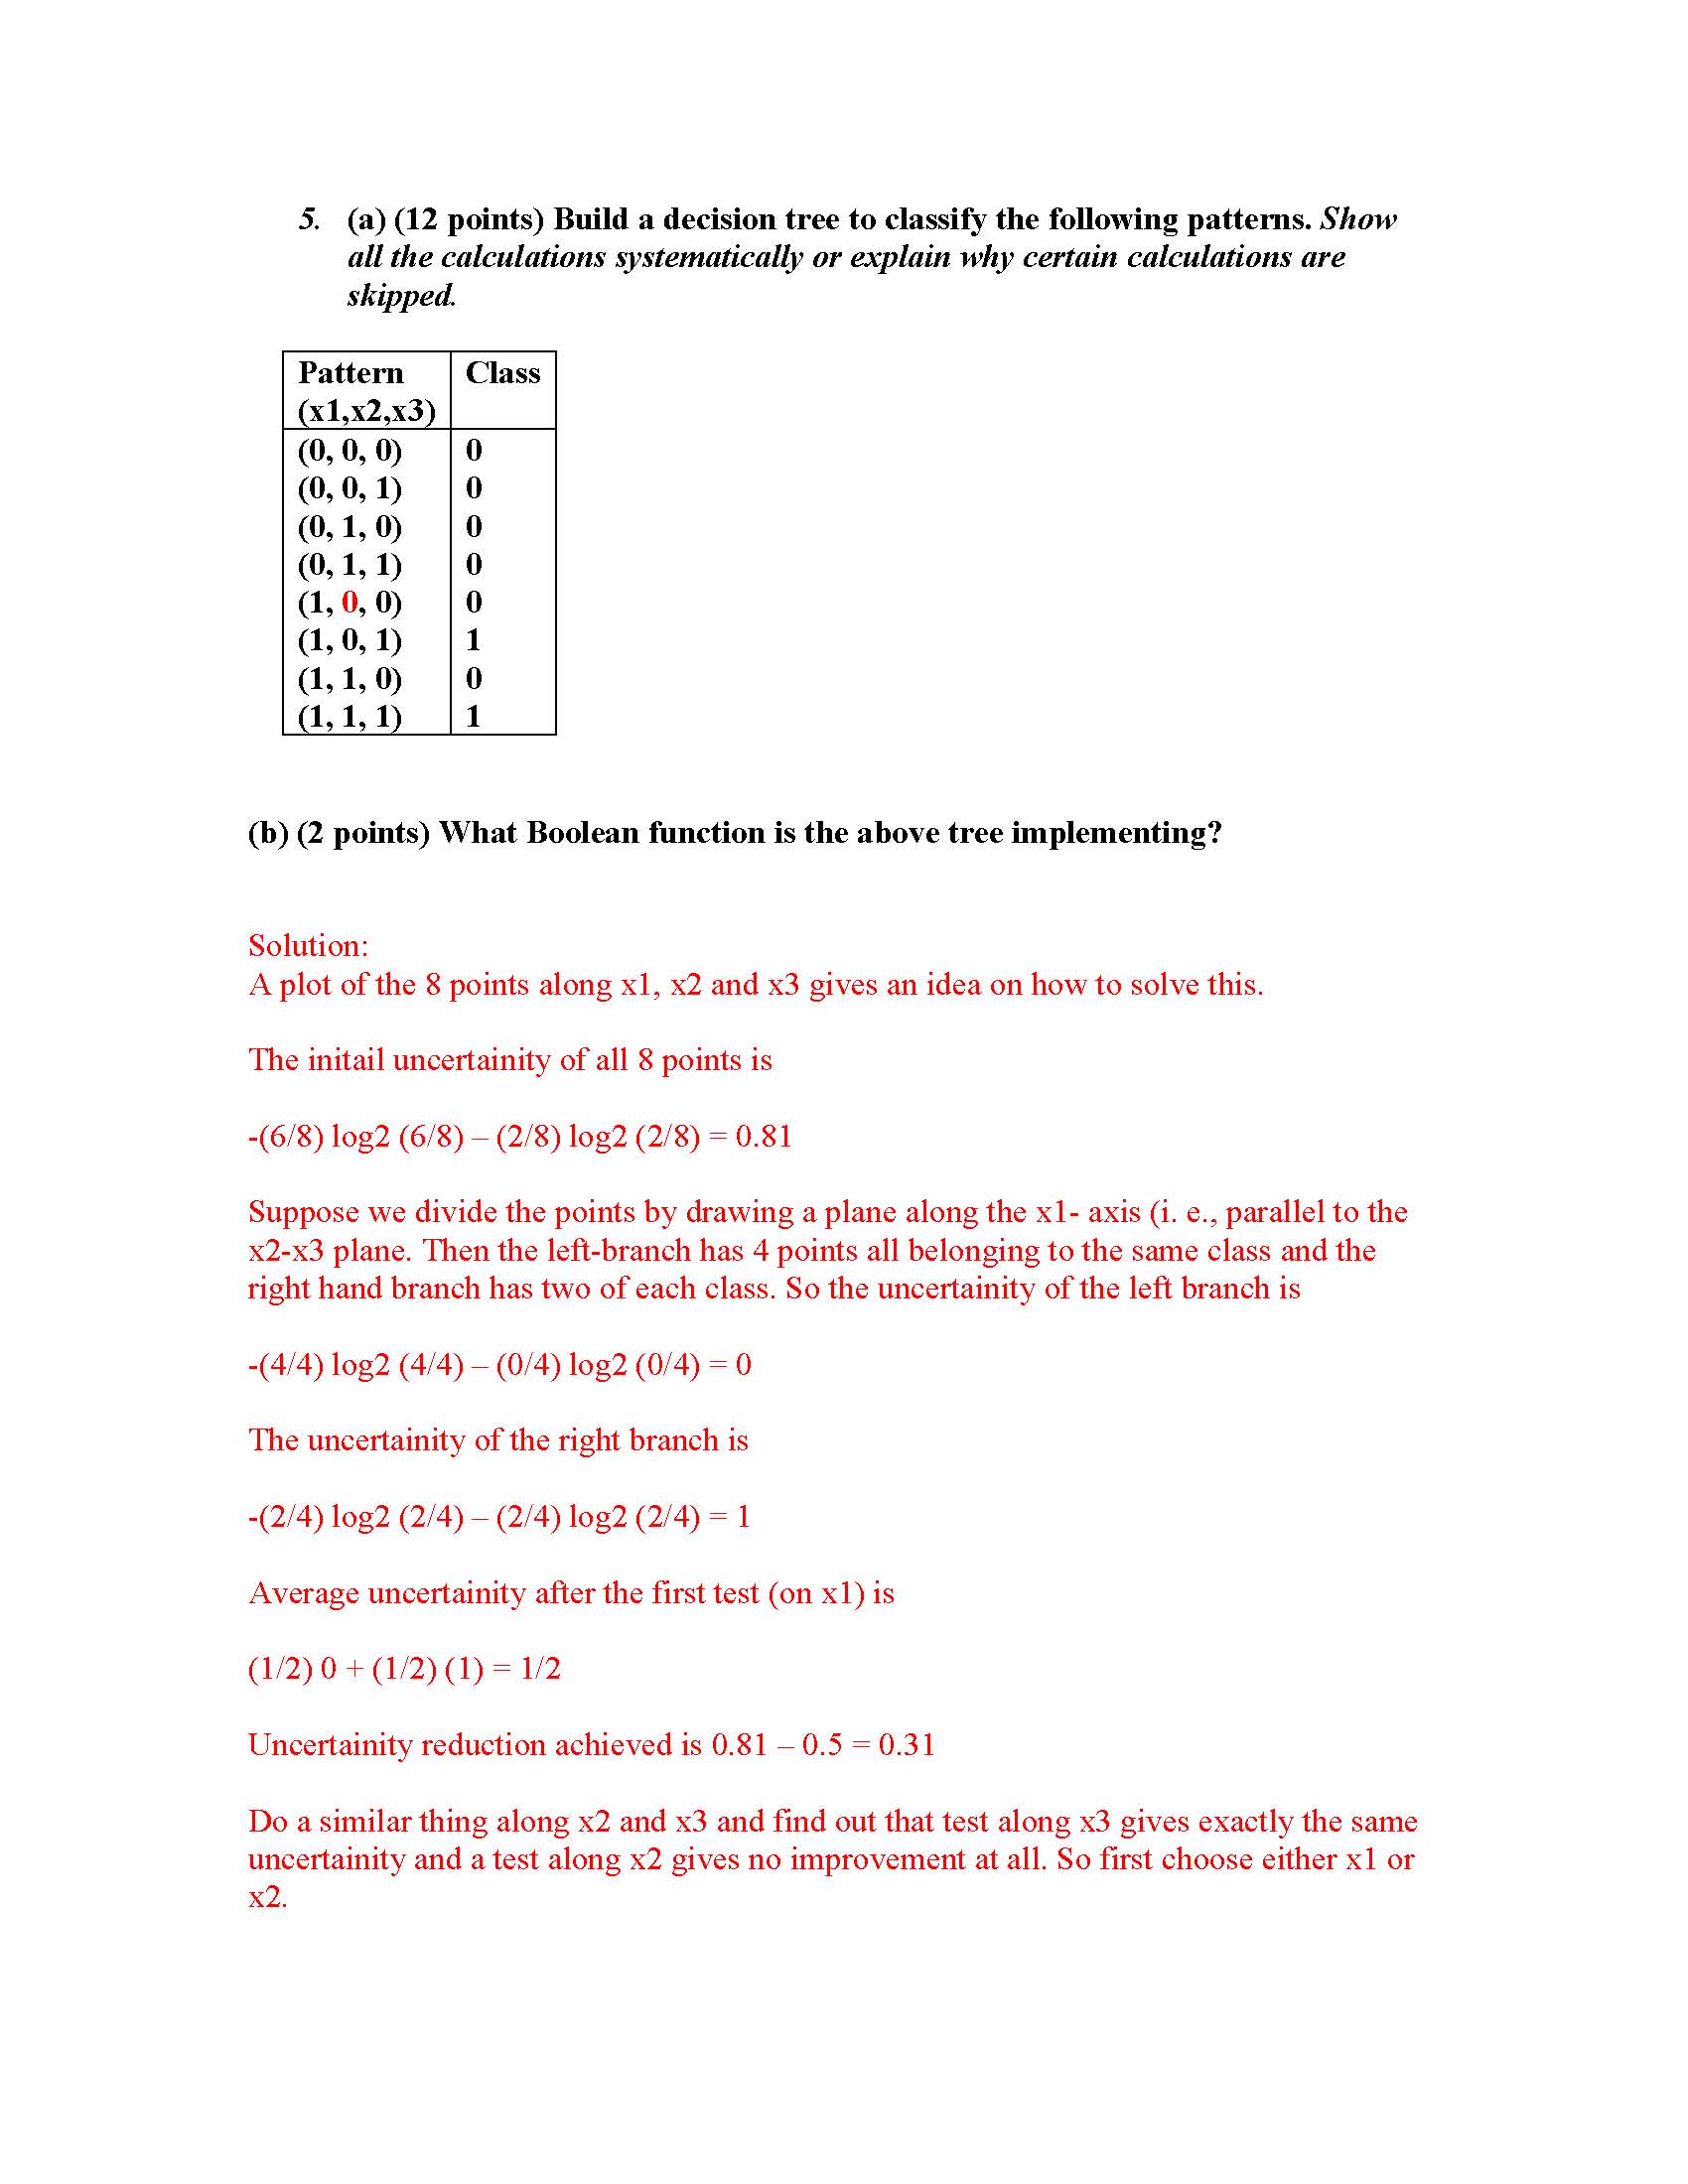 5. (a) (12 points) Build a decision tree to classify the following patterns. Show
all the calculations systematically or explain why certain calculations are
skipped.
Pattern Class
(x1,x2,x3)
(0, 0, 0) 0
(0, 0, 1) 0
(0, 1, 0) 0
(0, 1, 1) 0
(1, 0, 0) 0
(1, 0, 1) 1
(1, 1, 0) 0
(1, 1, 1) 1
(b) (2 points) What Boolean function is the above tree implementing?
Solution:
A plot of the 8 points along x1, x2 and x3 gives an idea on how to solve this.
The initail uncertainity of all 8 points is
-(6/8) log2 (6/8) – (2/8) log2 (2/8) = 0.81
Suppose we divide the points by drawing a plane along the x1- axis (i. e., parallel to the
x2-x3 plane. Then the left-branch has 4 points all belonging to the same class and the
right hand branch has two of each class. So the uncertainity of the left branch is
-(4/4) log2 (4/4) – (0/4) log2 (0/4) = 0
The uncertainity of the right branch is
-(2/4) log2 (2/4) – (2/4) log2 (2/4) = 1
Average uncertainity after the first test (on x1) is
(1/2) 0 + (1/2) (1) = 1/2
Uncertainity reduction achieved is 0.81 – 0.5 = 0.31
Do a similar thing along x2 and x3 and find out that test along x3 gives exactly the same
uncertainity and a test along x2 gives no improvement at all. So first choose either x1 or
x2.